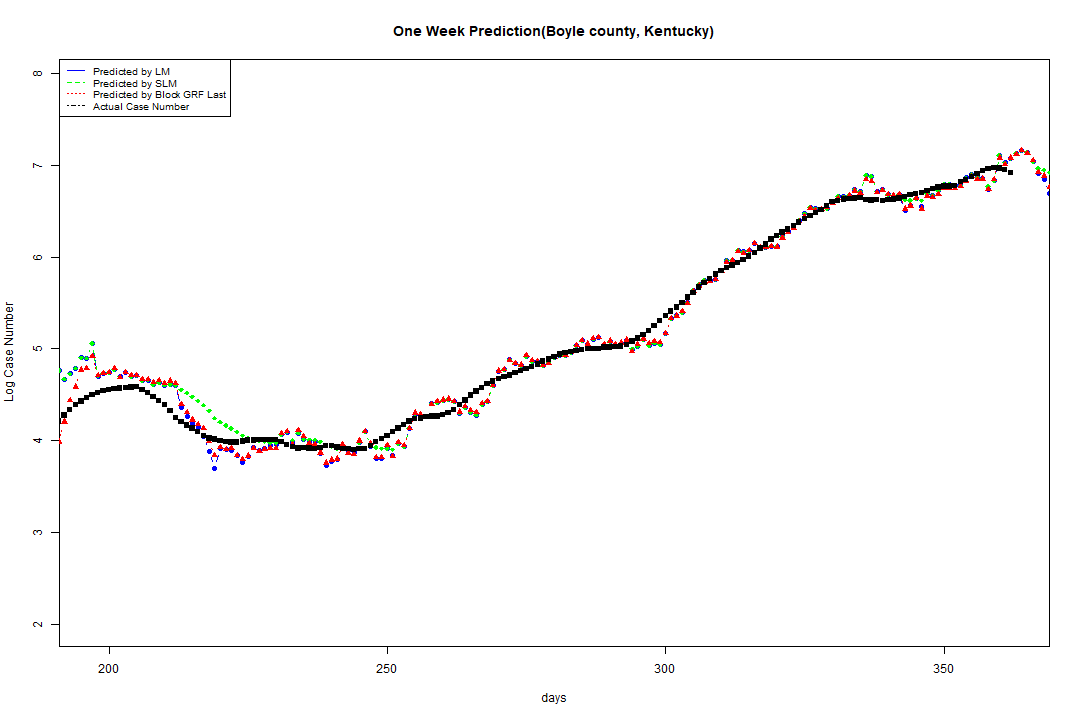 One Week Prediction(Boyle county, Kentucky)
Predicted by LM
Predicted by SLM
Predicted by Block GRF Last
Actual Case Number
8
7
6
5
4
3
2
Log Case Number
200
250
300
350
days